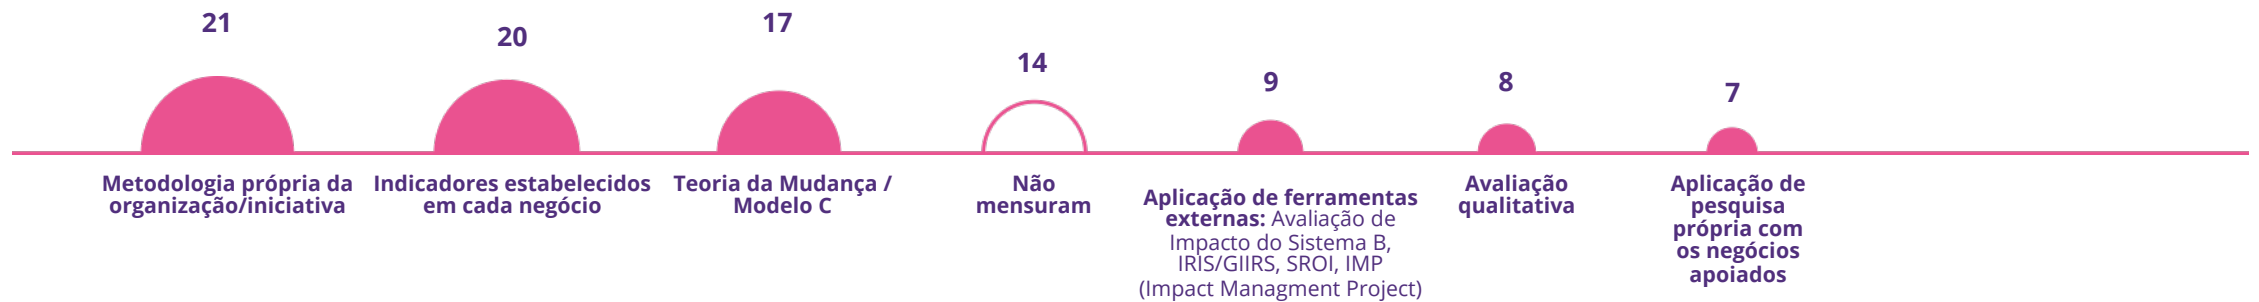 21
Metodologia própria da
organização/iniciativa
20
Indicadores estabelecidos
em cada negócio
17
Teoria da Mudança /
Modelo C
14
Não
mensuram
9
Aplicação de ferramentas
externas: Avaliação de
Impacto do Sistema B,
IRIS/GIIRS, SROI, IMP
(Impact Managment Project)
8
Avaliação
qualitativa
7
Aplicação de
pesquisa
própria com
os negócios
apoiados